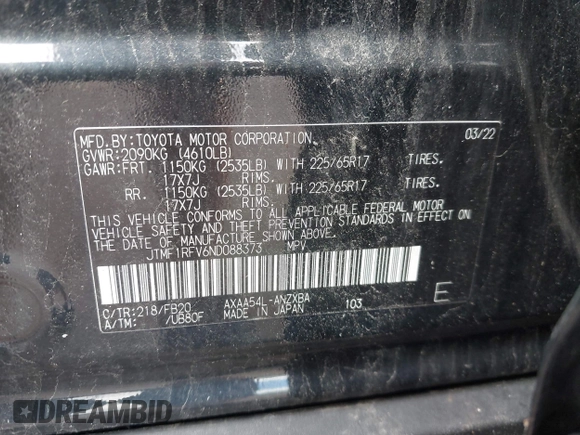 MFD.BY:TOYOTA MOTOR CORPORATION 03/22
GVWR:2090KG (4610LB)
GAWR:FRT. 1150KG (2535LB) WITH 225/65R17 TIRES,
17X7J RIMS.
RR. 1150KG (2535LB) WITH 225/65R17 TIRES,
17X7J RIMS.
THIS VEHICLE CONFORMS TO ALL APPLICABLE FEDERAL MOTOR
VEHICLE SAFETY AND THEFT PREVENTION STANDARDS IN EFFECT ON
THE DATE OF MANUFACTURE SHOWN ABOVE.
JTMF1RFV6ND088373 MPV
C/TR:218/FB20 AXAA54L-ANZXBA 103 E
A/TM: /UB80F MADE IN JAPAN
DREAMBID